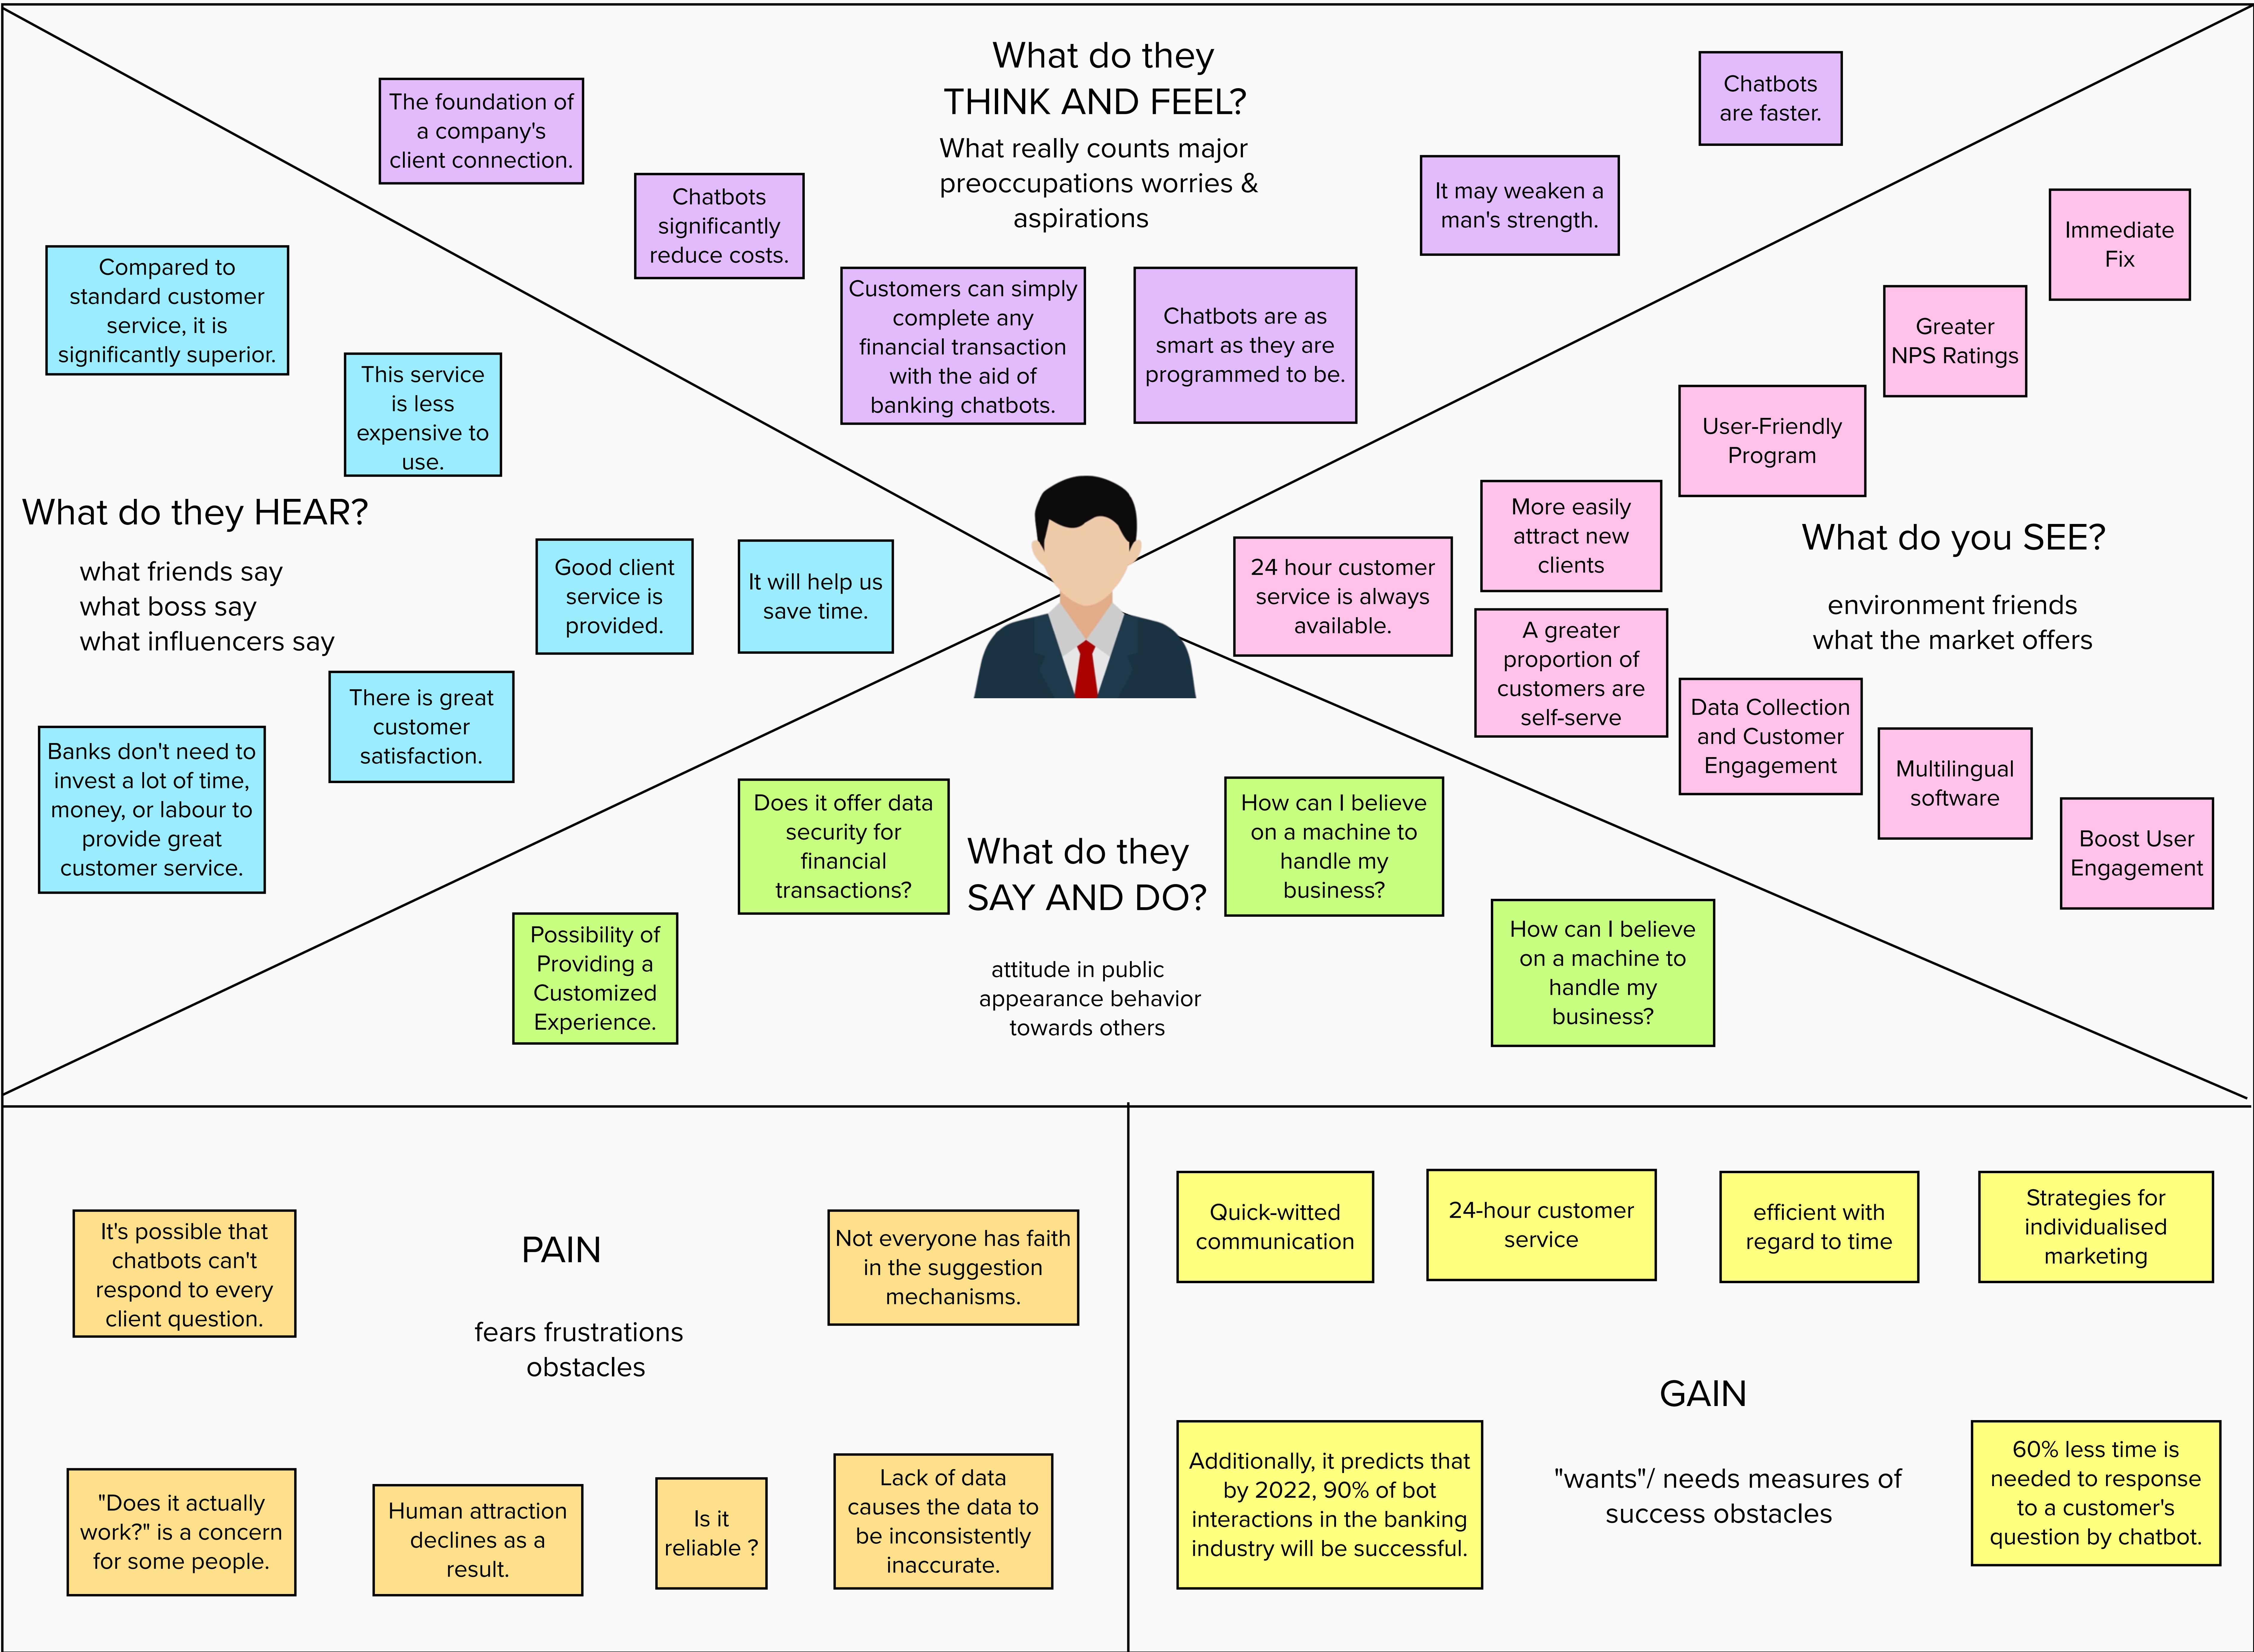 What do they
THINK AND FEEL?
What really counts major
preoccupations worries &
aspirations
The foundation of
a company's
client connection.
Chatbots
significantly
reduce costs.
Customers can simply
complete any
financial transaction
with the aid of
banking chatbots.
Chatbots are as
smart as they are
programmed to be.
It may weaken a
man's strength.
Chatbots
are faster.
Compared to
standard customer
service, it is
significantly superior.
This service
is less
expensive to
use.
What do they HEAR?
what friends say
what boss say
what influencers say
Good client
service is
provided.
It will help us
save time.
There is great
customer
satisfaction.
Banks don't need to
invest a lot of time,
money, or labour to
provide great
customer service.
Immediate
Fix
Greater
NPS Ratings
User-Friendly
Program
More easily
attract new
clients
24 hour customer
service is always
available.
What do you SEE?
environment friends
what the market offers
A greater
proportion of
customers are
self-serve
Data Collection
and Customer
Engagement
Multilingual
software
Boost User
Engagement
Does it offer data
security for
financial
transactions?
What do they
SAY AND DO?
attitude in public
appearance behavior
towards others
How can I believe
on a machine to
handle my
business?
Possibility of
Providing a
Customized
Experience.
How can I believe
on a machine to
handle my
business?
It's possible that
chatbots can't
respond to every
client question.
PAIN
fears frustrations
obstacles
Not everyone has faith
in the suggestion
mechanisms.
"Does it actually
work?" is a concern
for some people.
Human attraction
declines as a
result.
Is it
reliable ?
Lack of data
causes the data to
be inconsistently
inaccurate.
Quick-witted
communication
24-hour customer
service
efficient with
regard to time
Strategies for
individualised
marketing
GAIN
"wants"/ needs measures of
success obstacles
Additionally, it predicts that
by 2022, 90% of bot
interactions in the banking
industry will be successful.
60% less time is
needed to response
to a customer's
question by chatbot.